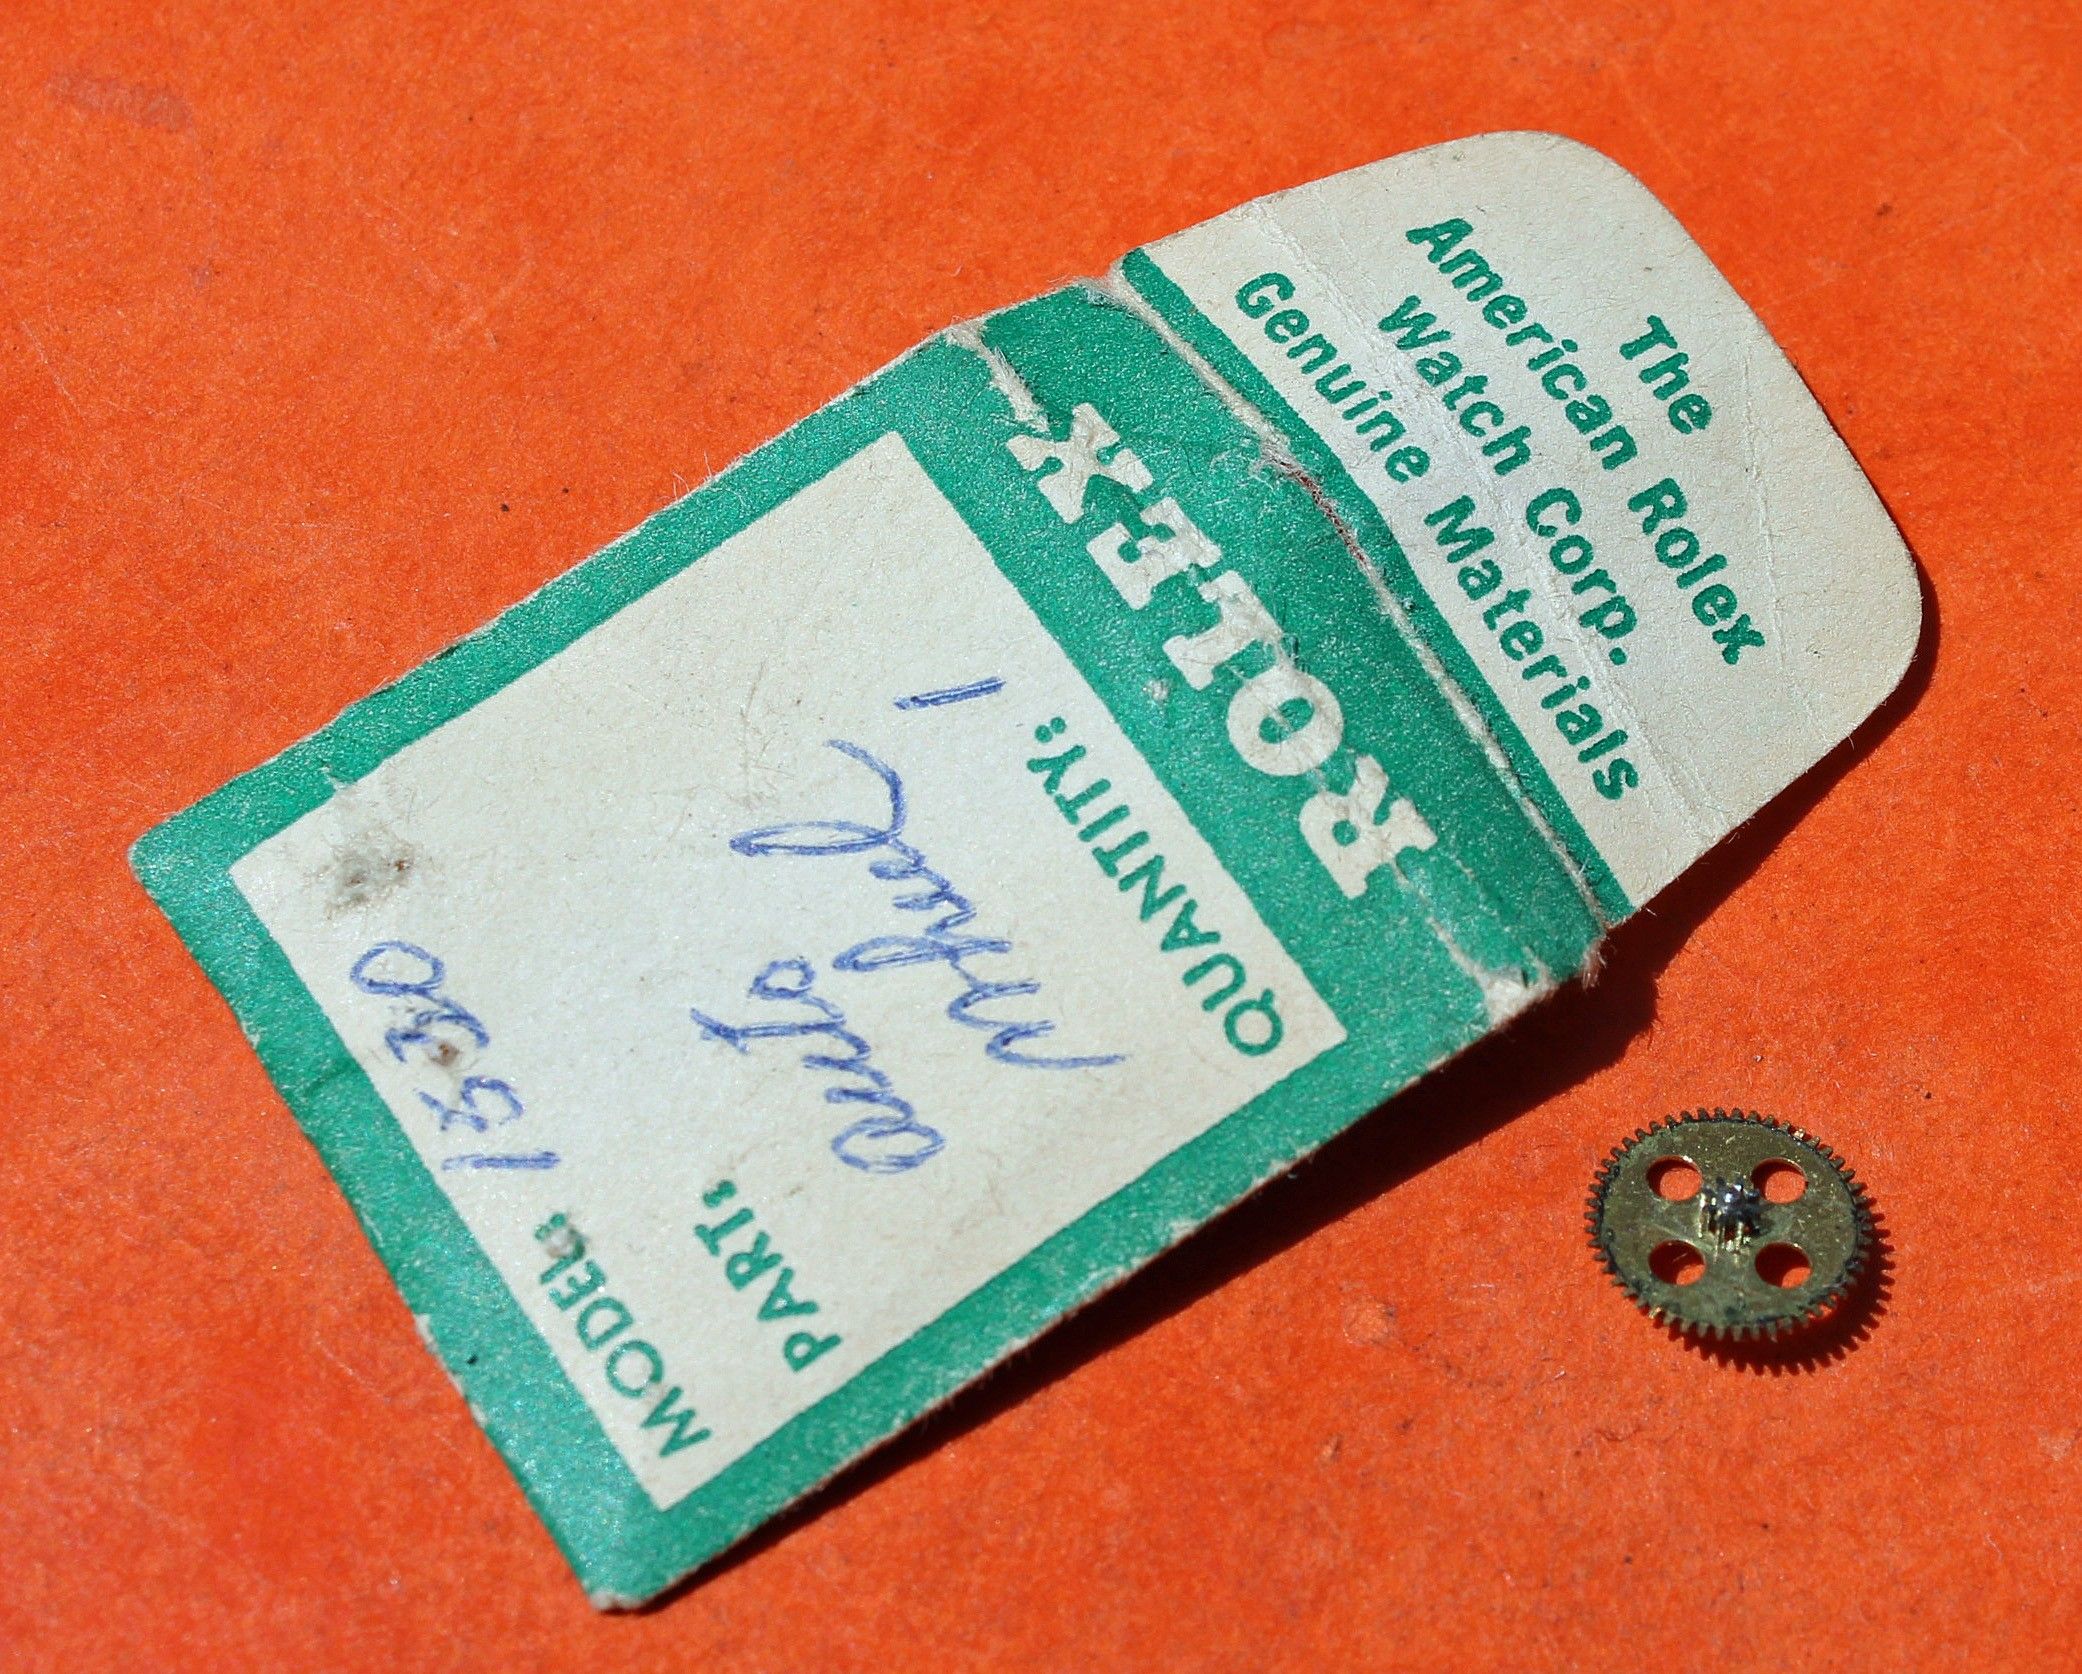 The
American Rolex
Watch Corp.
Genuine Materials
ROLEX
QUANTITY: 1
Auto
wheel
PART:
MODEL: 1530